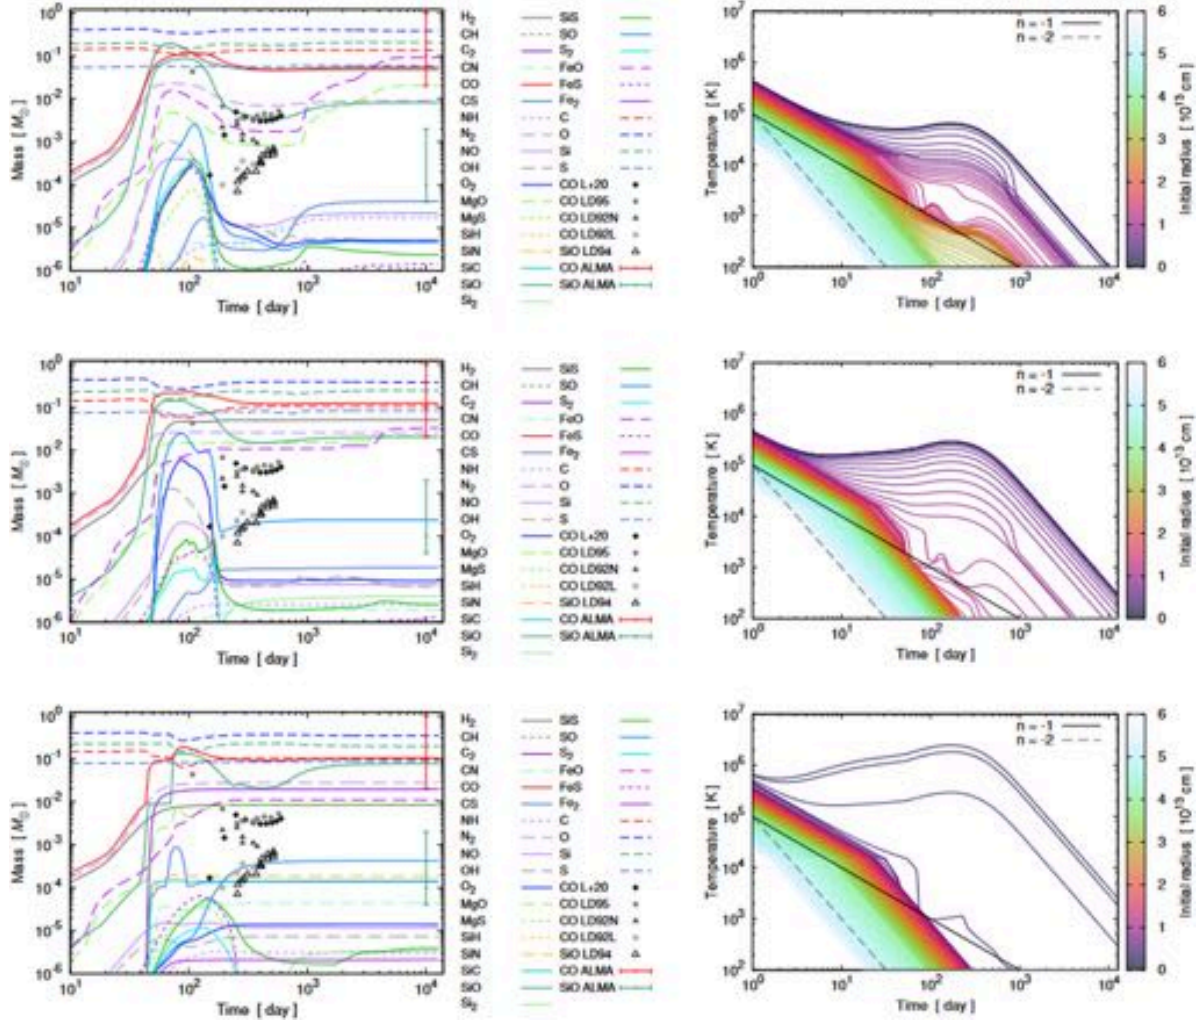 Mass [ M⊙ ]
10⁰
10⁻¹
10⁻²
10⁻³
10⁻⁴
10⁻⁵
10⁻⁶
10¹ 10² 10³ 10⁴
Time [ day ]
H₂ SiS
CH SO
C₂ S₂
CN FeO
CO FeS
CS Fe₂
NH C
N₂ O
NO Si
OH S
O₂ CO L+20
MgO CO LD95
MgS CO LD92N
SiH CO LD92L
SiN SiO LD94
SiC CO ALMA
SiO SiO ALMA
Si₂
Temperature [ K ]
10⁷
10⁶
10⁵
10⁴
10³
10²
10⁰ 10¹ 10² 10³ 10⁴
Time [ day ]
n = -1
n = -2
6
5
4
3
2
1
0
Initial radius [ 10¹³ cm ]
Mass [ M⊙ ]
10⁰
10⁻¹
10⁻²
10⁻³
10⁻⁴
10⁻⁵
10⁻⁶
10¹ 10² 10³ 10⁴
Time [ day ]
H₂ SiS
CH SO
C₂ S₂
CN FeO
CO FeS
CS Fe₂
NH C
N₂ O
NO Si
OH S
O₂ CO L+20
MgO CO LD95
MgS CO LD92N
SiH CO LD92L
SiN SiO LD94
SiC CO ALMA
SiO SiO ALMA
Si₂
Temperature [ K ]
10⁷
10⁶
10⁵
10⁴
10³
10²
10⁰ 10¹ 10² 10³ 10⁴
Time [ day ]
n = -1
n = -2
6
5
4
3
2
1
0
Initial radius [ 10¹³ cm ]
Mass [ M⊙ ]
10⁰
10⁻¹
10⁻²
10⁻³
10⁻⁴
10⁻⁵
10⁻⁶
10¹ 10² 10³ 10⁴
Time [ day ]
H₂ SiS
CH SO
C₂ S₂
CN FeO
CO FeS
CS Fe₂
NH C
N₂ O
NO Si
OH S
O₂ CO L+20
MgO CO LD95
MgS CO LD92N
SiH CO LD92L
SiN SiO LD94
SiC CO ALMA
SiO SiO ALMA
Si₂
Temperature [ K ]
10⁷
10⁶
10⁵
10⁴
10³
10²
10⁰ 10¹ 10² 10³ 10⁴
Time [ day ]
n = -1
n = -2
6
5
4
3
2
1
0
Initial radius [ 10¹³ cm ]